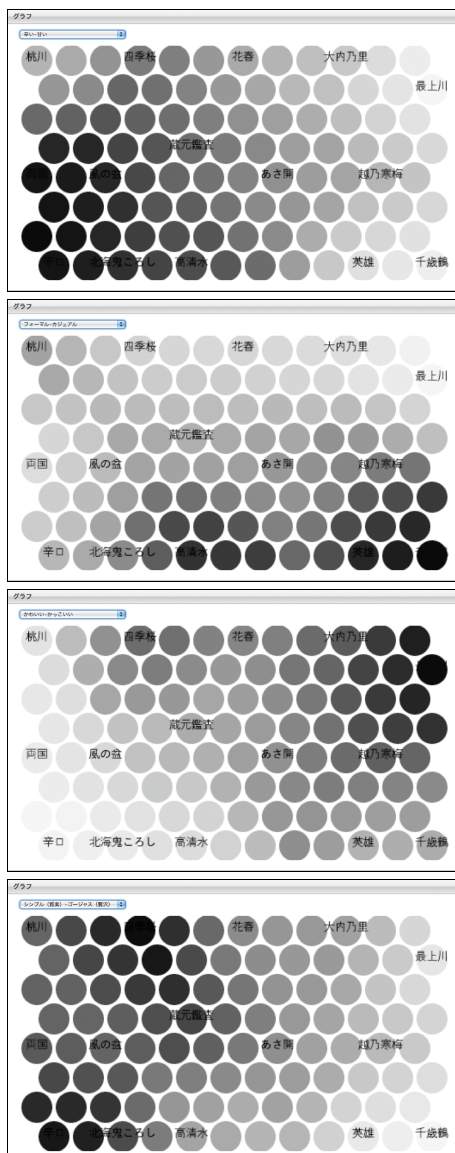 グラフ
辛い-甘い
桃川 四季桜 花春 大内乃里
最上川
蔵元鑑査
両国 風の盆 あさ開 越乃寒梅
辛口 北海鬼ころし 高清水 英雄 千歳鶴
グラフ
フォーマル-カジュアル
桃川 四季桜 花春 大内乃里
最上川
蔵元鑑査
両国 風の盆 あさ開 越乃寒梅
辛口 北海鬼ころし 高清水 英雄 千歳鶴
グラフ
かわいい-かっこいい
桃川 四季桜 花春 大内乃里
蔵元鑑査
両国 風の盆 あさ開 越乃寒梅
辛口 北海鬼ころし 高清水 英雄 千歳鶴
グラフ
シンプル（質素）-ゴージャス（贅沢）
桃川 四季桜 花春 大内乃里
最上川
蔵元鑑査
両国 風の盆 あさ開 越乃寒梅
辛口 北海鬼ころし 高清水 英雄 千歳鶴